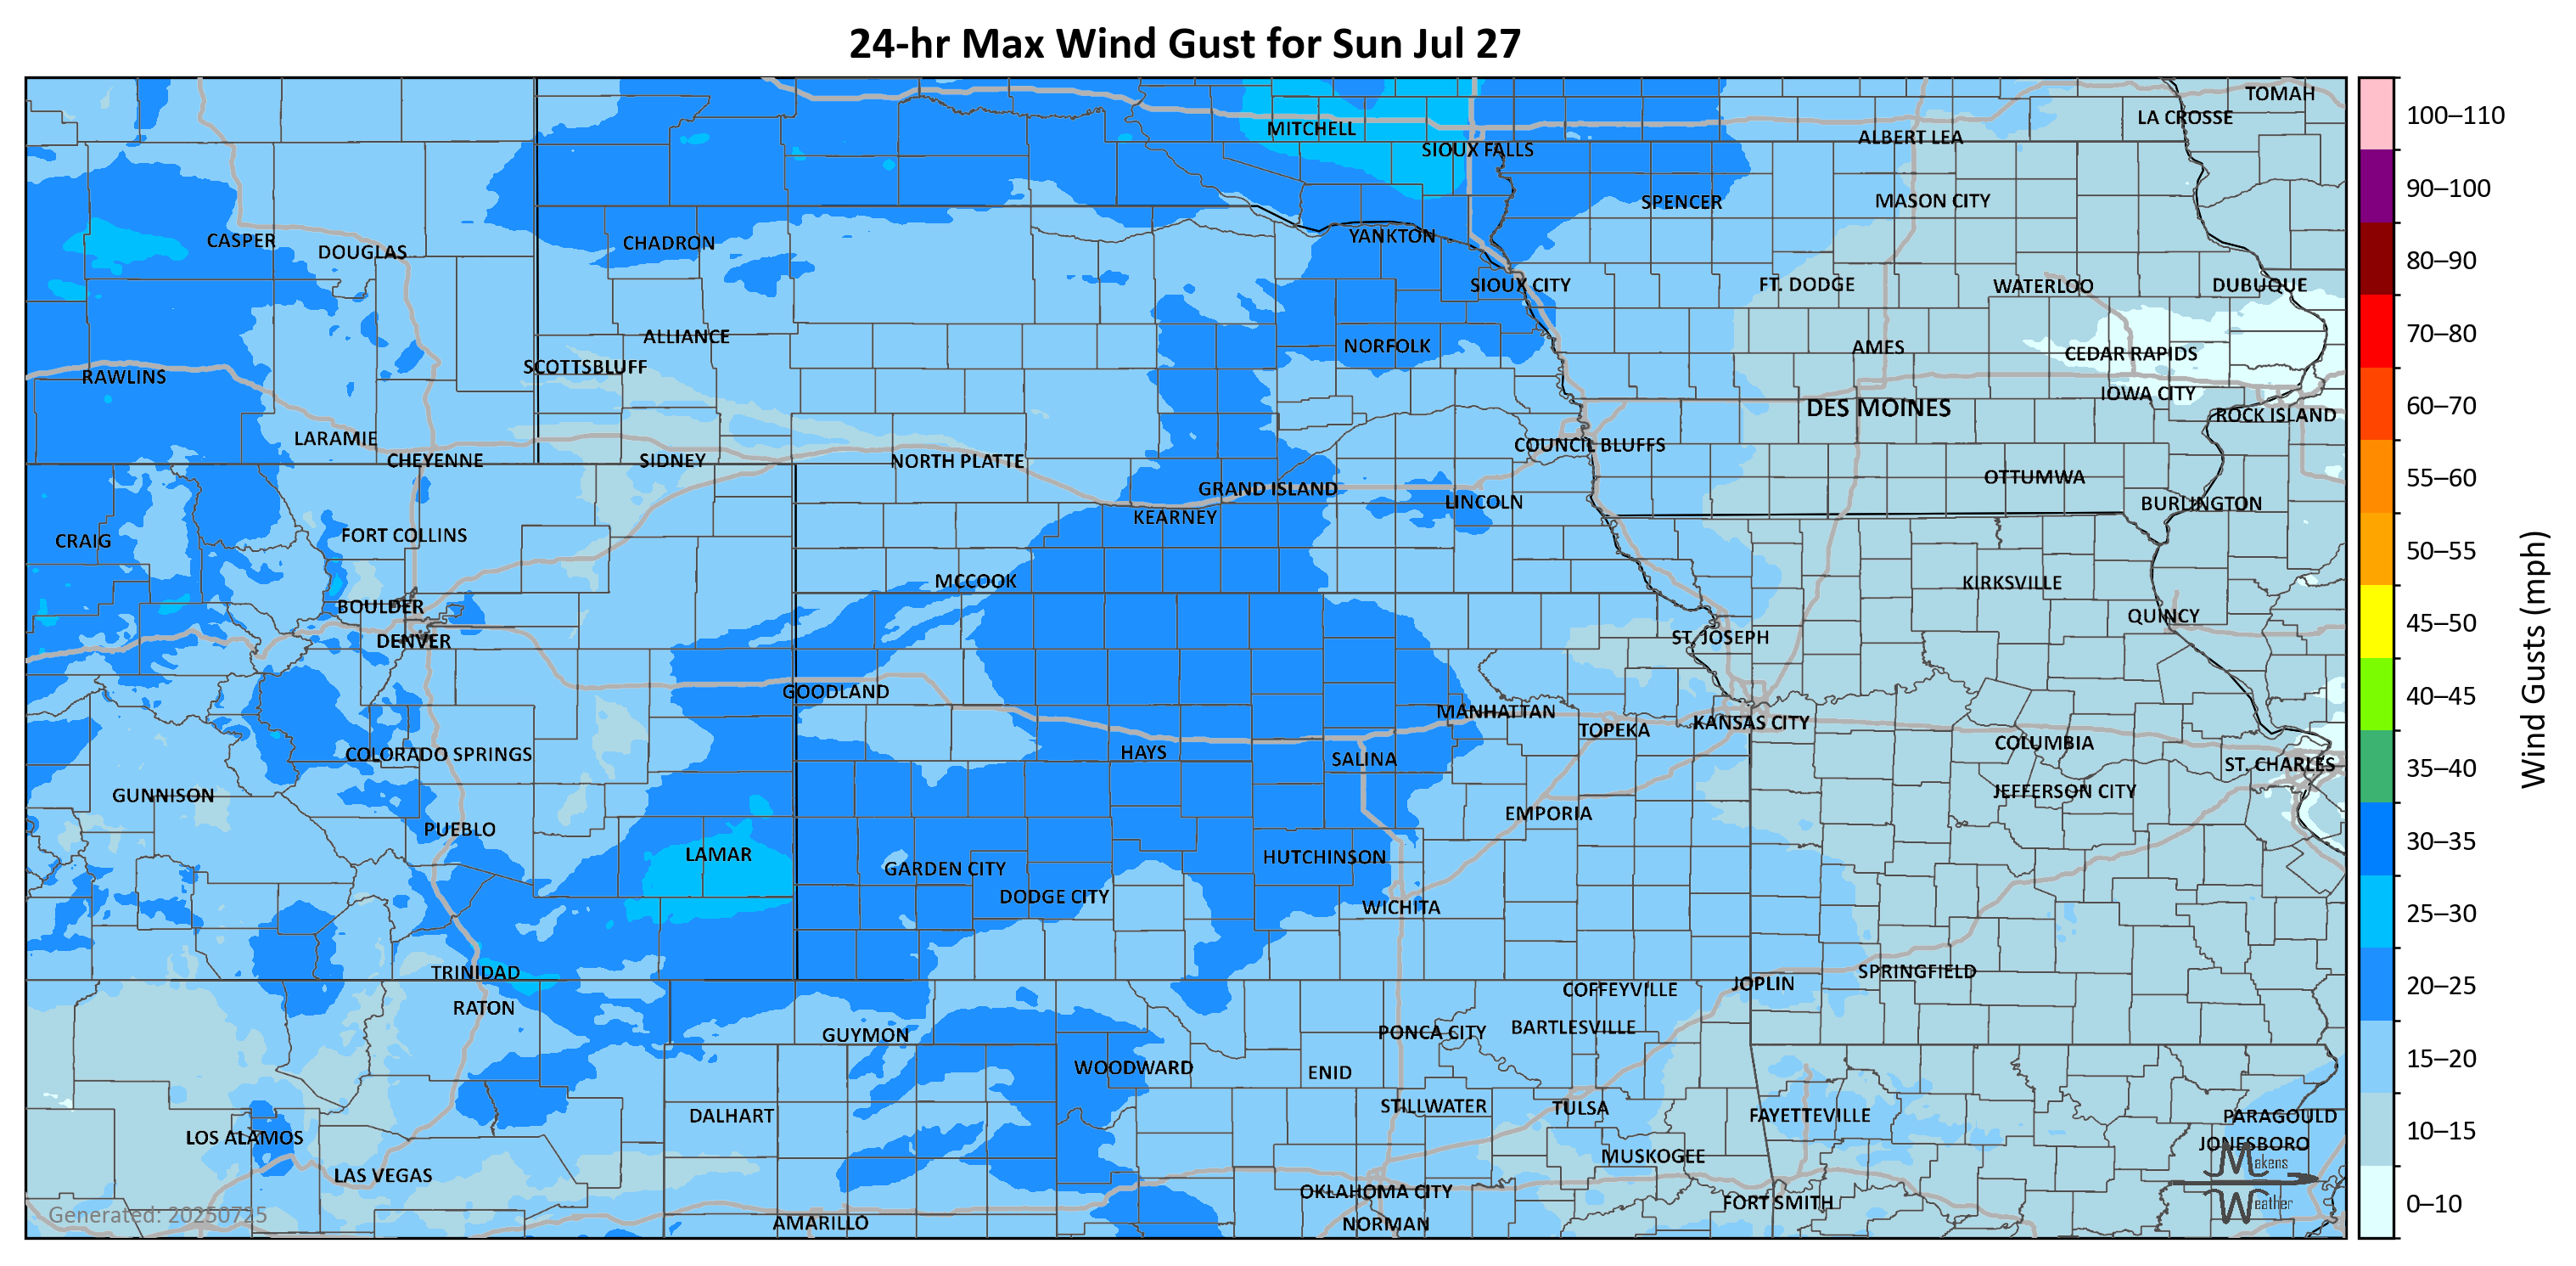 24-hr Max Wind Gust for Sun Jul 27
TOMAH
LA CROSSE
MITCHELL
ALBERT LEA
SIOUX FALLS
SPENCER
MASON CITY
CASPER
DOUGLAS
CHADRON
YANKTON
SIOUX CITY
FT. DODGE
WATERLOO
DUBUQUE
ALLIANCE
NORFOLK
AMES
CEDAR RAPIDS
SCOTTSBLUFF
RAWLINS
IOWA CITY
DES MOINES
ROCK ISLAND
LARAMIE
COUNCIL BLUFFS
CHEYENNE
SIDNEY
NORTH PLATTE
OTTUMWA
GRAND ISLAND
LINCOLN
BURLINGTON
KEARNEY
FORT COLLINS
CRAIG
MCCOOK
KIRKSVILLE
BOULDER
QUINCY
DENVER
ST. JOSEPH
GOODLAND
MANHATTAN
TOPEKA
KANSAS CITY
COLUMBIA
COLORADO SPRINGS
HAYS
SALINA
ST. CHARLES
GUNNISON
JEFFERSON CITY
EMPORIA
PUEBLO
LAMAR
HUTCHINSON
GARDEN CITY
DODGE CITY
WICHITA
TRINIDAD
SPRINGFIELD
JOPLIN
COFFEYVILLE
RATON
BARTLESVILLE
PONCA CITY
GUYMON
WOODWARD
ENID
STILLWATER
TULSA
DALHART
FAYETTEVILLE
PARAGOULD
LOS ALAMOS
JONESBORO
MUSKOGEE
LAS VEGAS
OKLAHOMA CITY
FORT SMITH
AMARILLO
NORMAN
Generated: 20250725
Makens
Weather
100–110
90–100
80–90
70–80
60–70
55–60
50–55
45–50
40–45
35–40
30–35
25–30
20–25
15–20
10–15
0–10
Wind Gusts (mph)